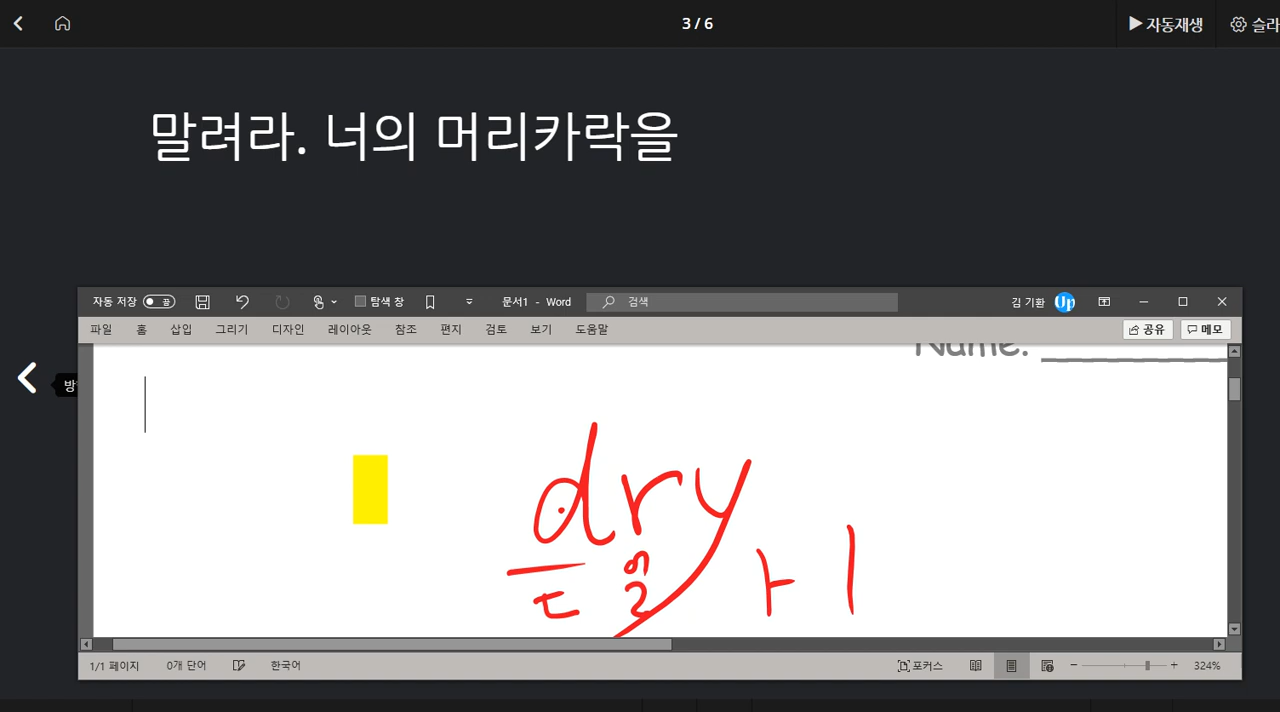 3 / 6
자동재생
슬라
말려라. 너의 머리카락을
방
자동 저장 끔
탐색 창
문서1 - Word
검색
김 기환
Up
파일 홈 삽입 그리기 디자인 레이아웃 참조 편지 검토 보기 도움말
공유 메모
Name.
dry
ㄷ 을 ㅏ ㅣ
1/1 페이지 0개 단어 한국어 포커스 324%